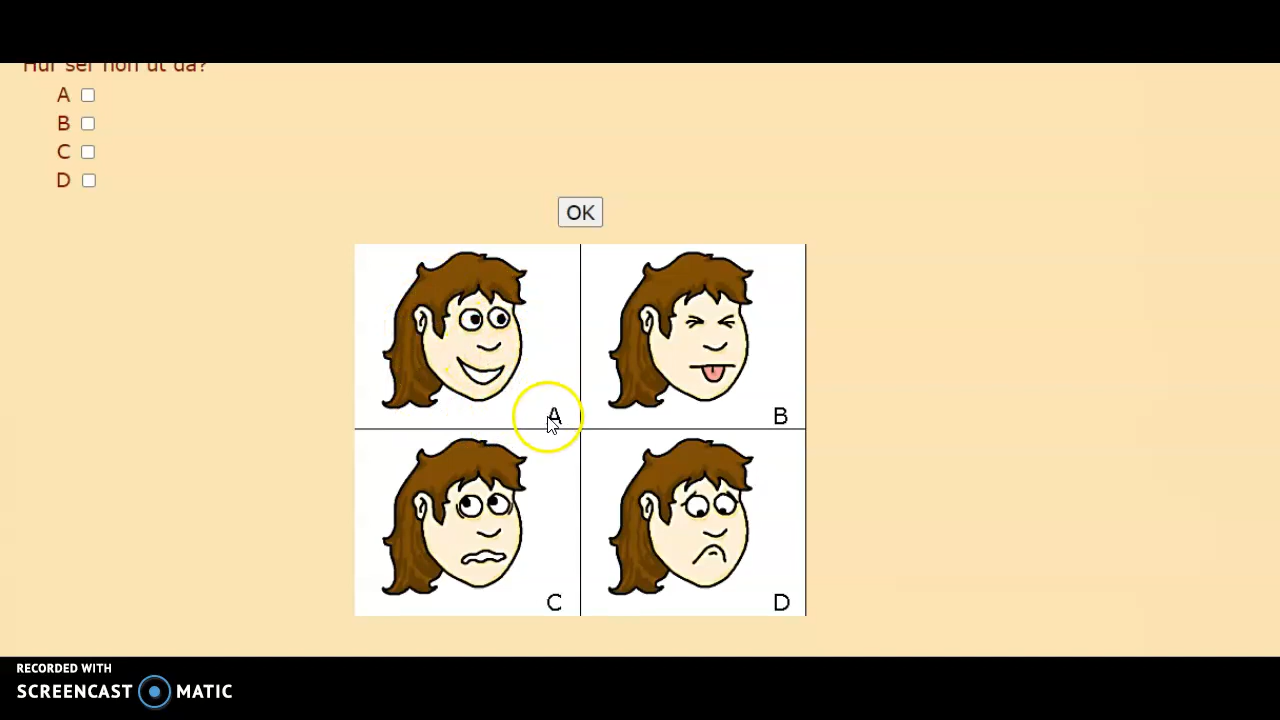 Hur ser hon ut då?
A
B
C
D
OK
A
B
C
D
RECORDED WITH
SCREENCAST MATIC